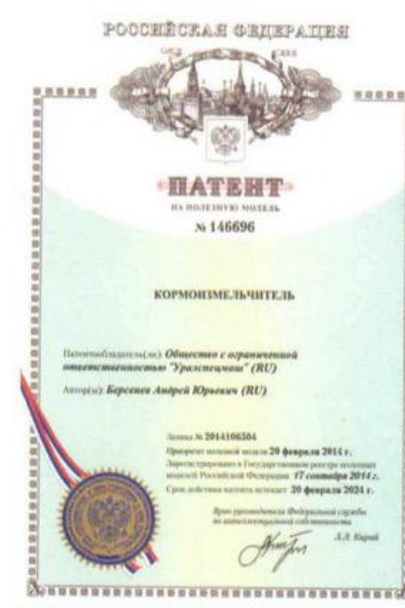 РОССИЙСКАЯ ФЕДЕРАЦИЯ
ПАТЕНТ
НА ПОЛЕЗНУЮ МОДЕЛЬ
№ 146696
КОРМОИЗМЕЛЬЧИТЕЛЬ
Патентообладатель(ли): Общество с ограниченной
ответственностью "Уралспецмаш" (RU)
Автор(ы): Берсенев Андрей Юрьевич (RU)
Заявка № 2014106504
Приоритет полезной модели 20 февраля 2014 г.
Зарегистрировано в Государственном реестре полезных
моделей Российской Федерации 17 сентября 2014 г.
Срок действия патента истекает 20 февраля 2024 г.
Врио руководителя Федеральной службы
по интеллектуальной собственности
Л.Л. Кирий